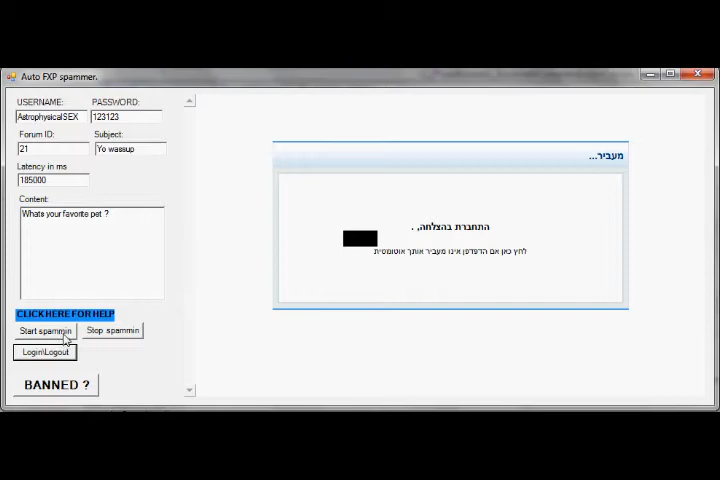 Auto FXP spammer.
USERNAME: PASSWORD:
AstrophysicalSEX 123123
Forum ID: Subject:
21 Yo wassup
Latency in ms
185000
Content:
Whats your favorite pet ?
CLICK HERE FOR HELP
Start spammin Stop spammin
Login\Logout
BANNED ?
מעביר...
התחברת בהצלחה, .
לחץ כאן אם הדפדפן אינו מעביר אותך אוטומטית